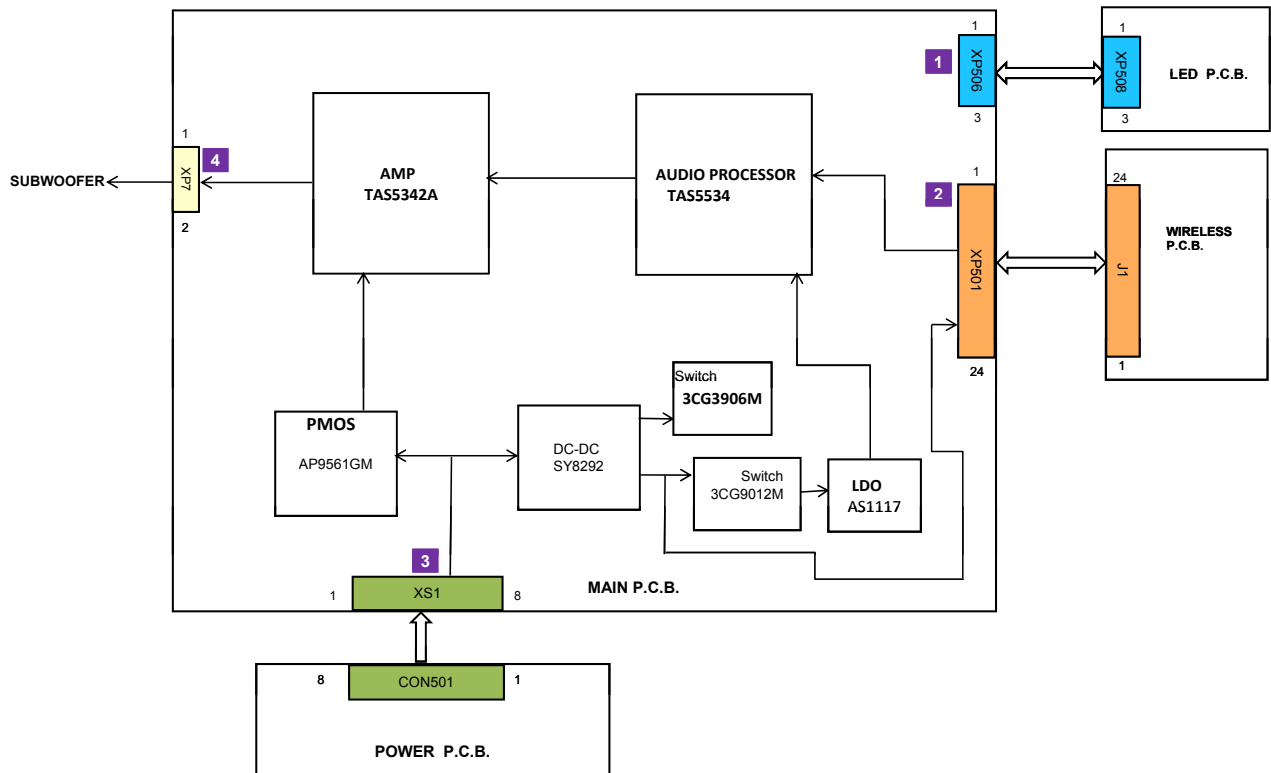 1
1
1
XP506
XP508
LED P.C.B.
3
3
1
4
SUBWOOFER
XP7
2
AMP
TAS5342A
AUDIO PROCESSOR
TAS5534
1
2
XP501
24
24
J1
1
WIRELESS
P.C.B.
PMOS
AP9561GM
DC-DC
SY8292
Switch
3CG3906M
Switch
3CG9012M
LDO
AS1117
3
1
XS1
8
MAIN P.C.B.
8
CON501
1
POWER P.C.B.